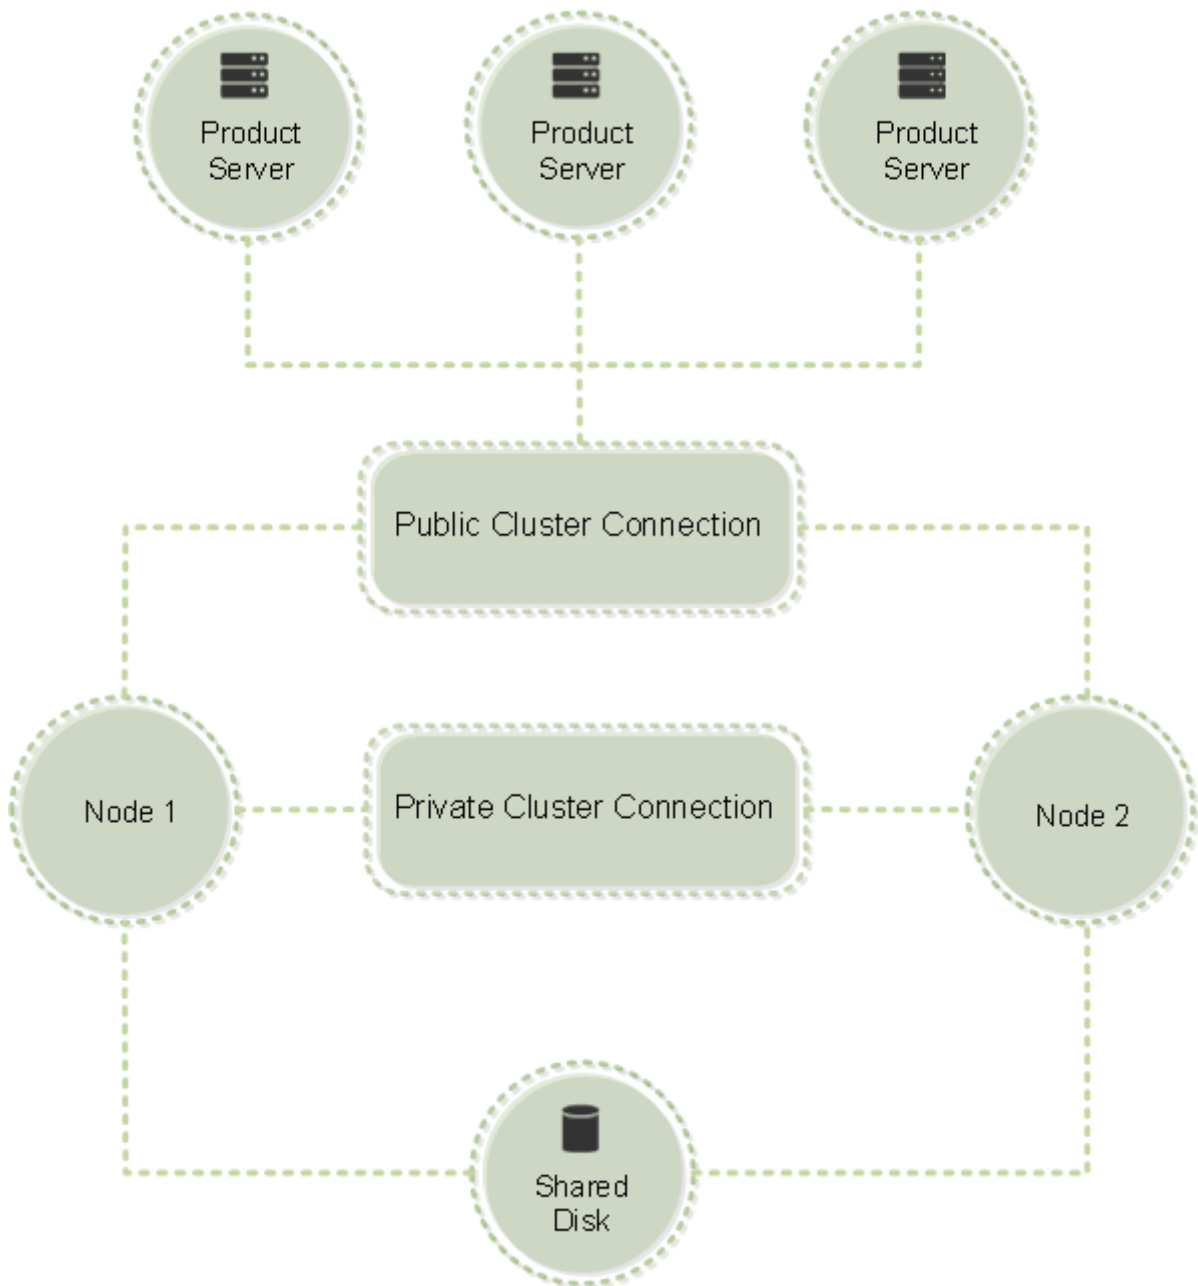 Product
Server
Product
Server
Product
Server
Public Cluster Connection
Node 1
Private Cluster Connection
Node 2
Shared
Disk